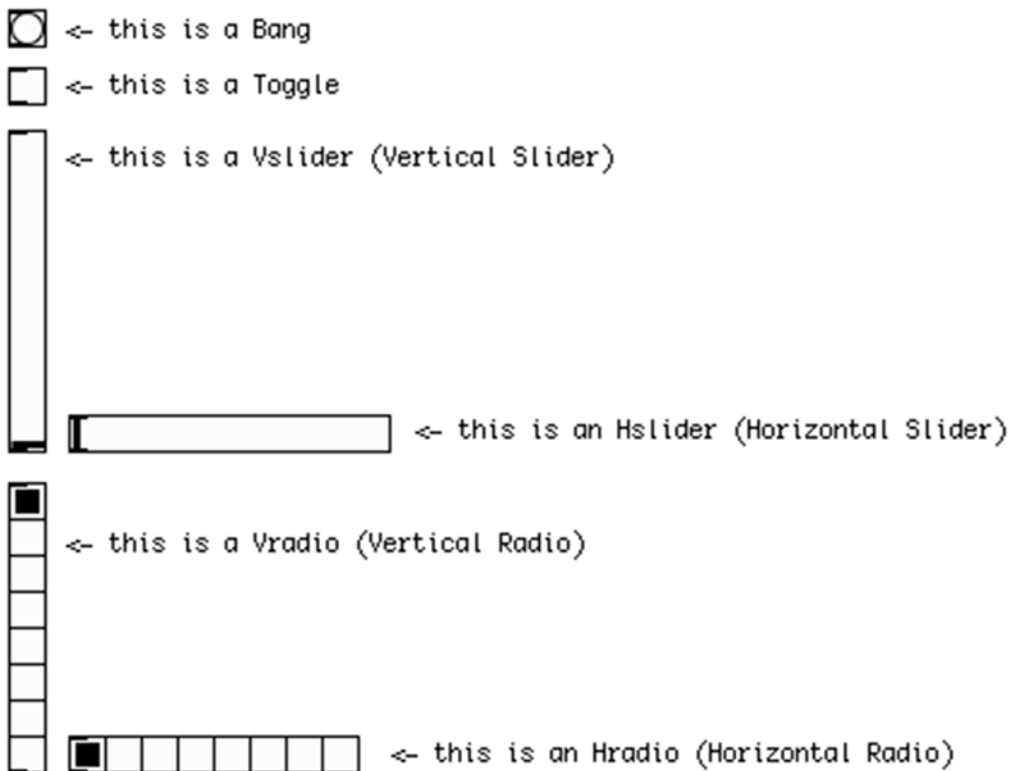 <- this is a Bang
<- this is a Toggle
<- this is a Vslider (Vertical Slider)
<- this is an Hslider (Horizontal Slider)
<- this is a Vradio (Vertical Radio)
<- this is an Hradio (Horizontal Radio)